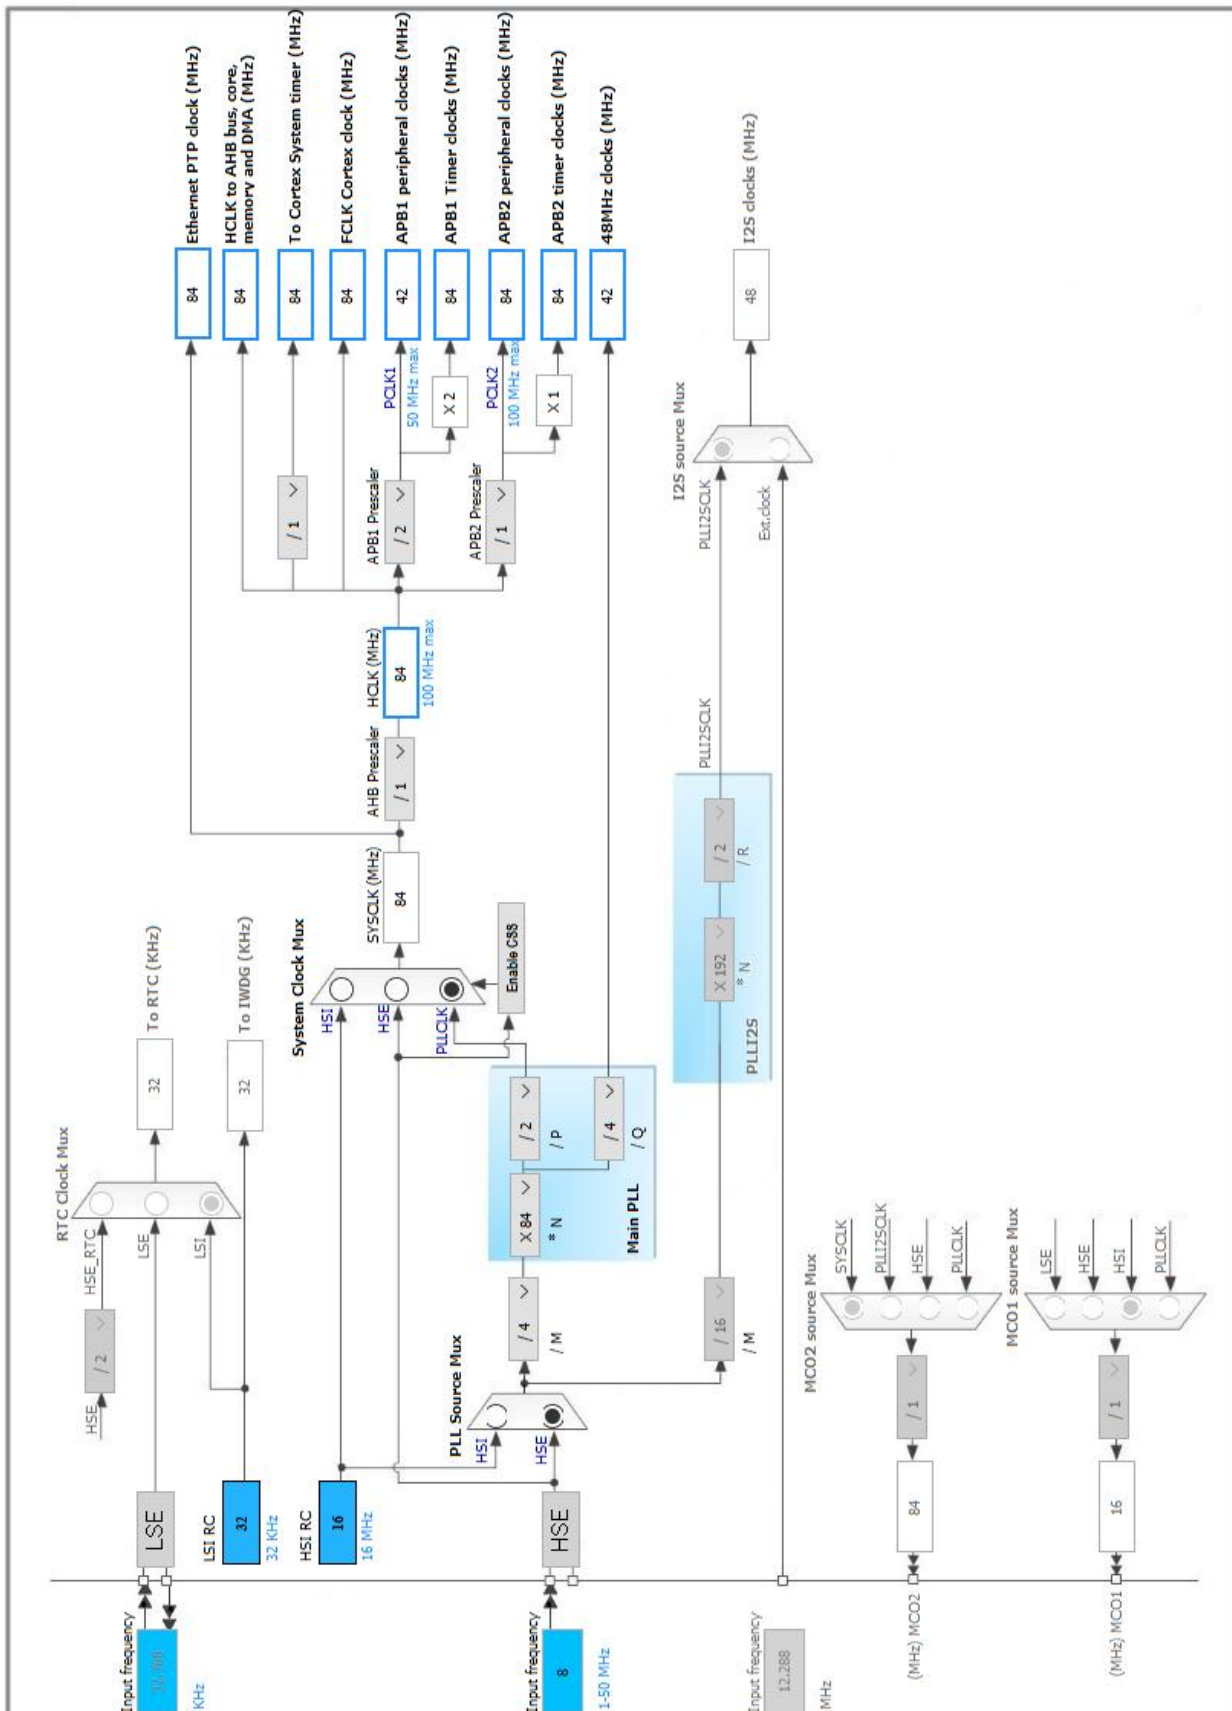 Input frequency
32.768
KHz
LSE
LSI RC
32
32 KHz
HSI RC
16
16 MHz
Input frequency
8
1-50 MHz
HSE
Input frequency
12.288
MHz
HSE
/ 2
HSE_RTC
LSE
LSI
RTC Clock Mux
32
To RTC (KHz)
32
To IWDG (KHz)
PLL Source Mux
HSI
HSE
/ 4
/ M
X 84
* N
/ 2
/ P
/ 4
/ Q
Main PLL
System Clock Mux
HSI
HSE
PLLCLK
Enable CSS
SYSCLK (MHz)
84
AHB Prescaler
/ 1
HCLK (MHz)
84
100 MHz max
/ 1
APB1 Prescaler
/ 2
PCLK1
50 MHz max
X 2
APB2 Prescaler
/ 1
PCLK2
100 MHz max
X 1
84
Ethernet PTP clock (MHz)
84
HCLK to AHB bus, core,
memory and DMA (MHz)
84
To Cortex System timer (MHz)
84
FCLK Cortex clock (MHz)
42
APB1 peripheral clocks (MHz)
84
APB1 Timer clocks (MHz)
84
APB2 peripheral clocks (MHz)
84
APB2 timer clocks (MHz)
42
48MHz clocks (MHz)
/ 16
/ M
X 192
* N
/ 2
/ R
PLLI2S
PLLI2SCLK
PLLI2SCLK
Ext.clock
I2S source Mux
48
I2S clocks (MHz)
MCO2 source Mux
SYSCLK
PLLI2SCLK
HSE
PLLCLK
/ 1
84
(MHz) MCO2
MCO1 source Mux
LSE
HSE
HSI
PLLCLK
/ 1
16
(MHz) MCO1